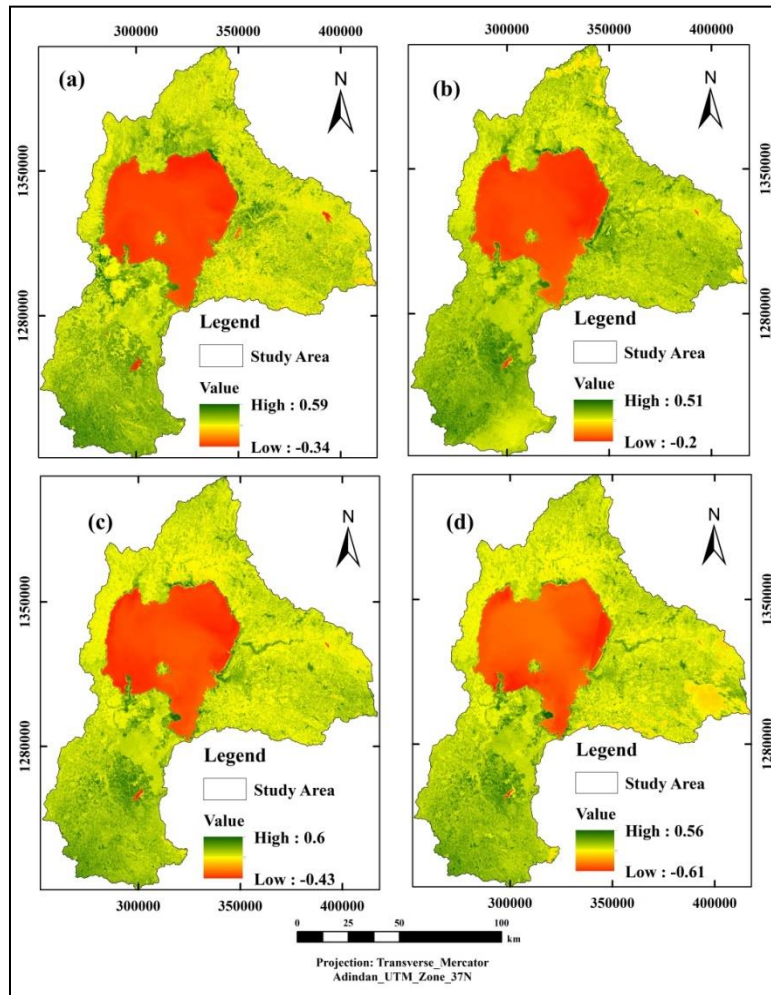 300000 350000 400000
300000 350000 400000
(a)
N
(b)
N
1350000
1350000
1280000
1280000
Legend
Study Area
Value
High : 0.59
Low : -0.34
Legend
Study Area
Value
High : 0.51
Low : -0.2
(c)
N
(d)
N
1350000
1350000
1280000
1280000
Legend
Study Area
Value
High : 0.6
Low : -0.43
Legend
Study Area
Value
High : 0.56
Low : -0.61
300000 350000 400000
300000 350000 400000
0 25 50 100
km
Projection: Transverse_Mercator
Adindan_UTM_Zone_37N